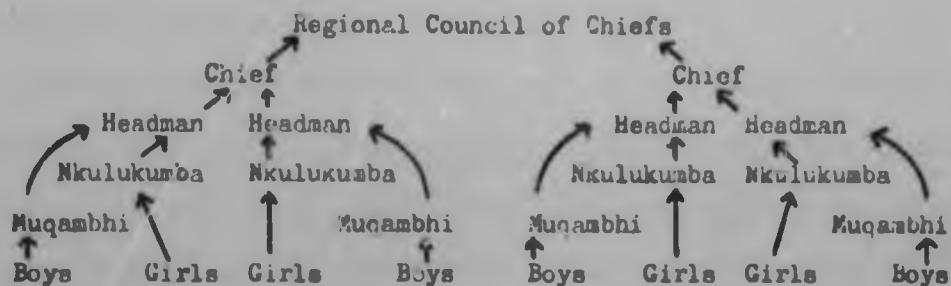 Regional Council of Chiefs
Chief Chief
Headman Headman Headman Headman
Nkulukumba Nkulukumba Nkulukumba Nkulukumba
Muqambhi Muqambhi Muqambhi Muqambhi
Boys Girls Girls Boys Boys Girls Girls Boys